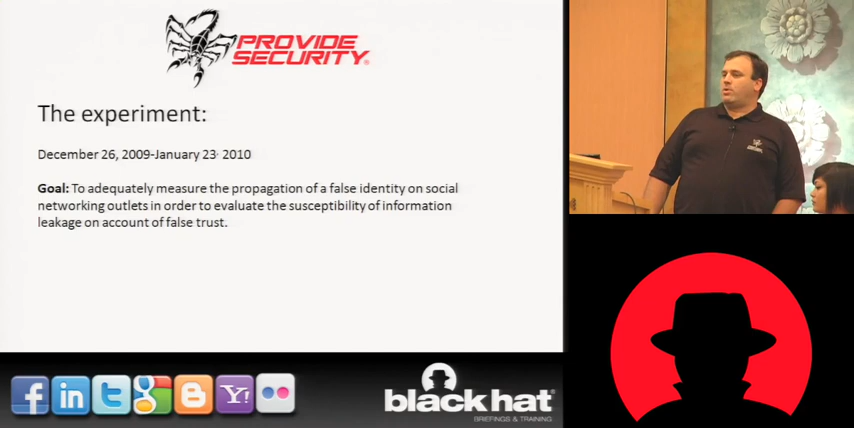 PROVIDE
SECURITY®
The experiment:
December 26, 2009-January 23, 2010
Goal: To adequately measure the propagation of a false identity on social
networking outlets in order to evaluate the susceptibility of information
leakage on account of false trust.
f in t g B Y!
black hat®
BRIEFINGS & TRAINING